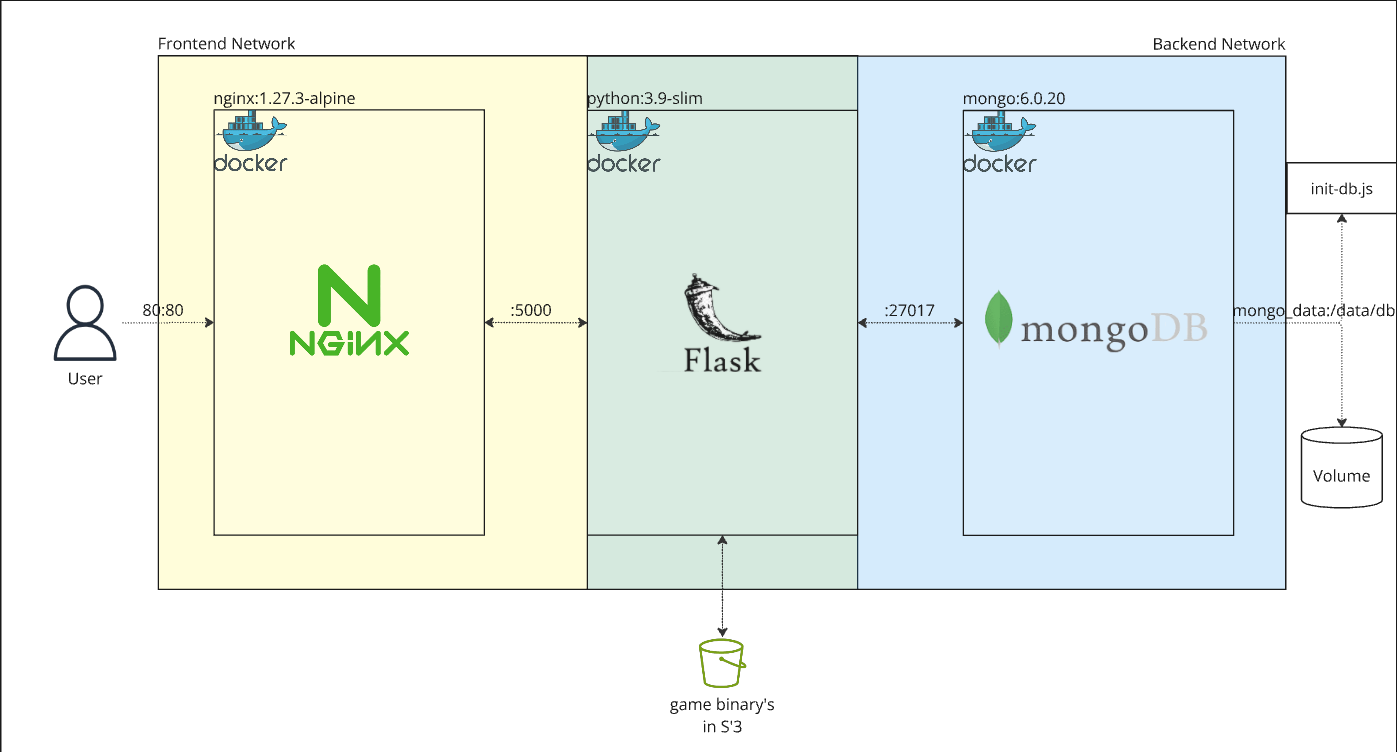 Frontend Network
Backend Network
nginx:1.27.3-alpine
python:3.9-slim
mongo:6.0.20
docker
docker
docker
init-db.js
80:80
:5000
:27017
mongo_data:/data/db
NGiNX
Flask
mongoDB
User
Volume
game binary's
in S'3